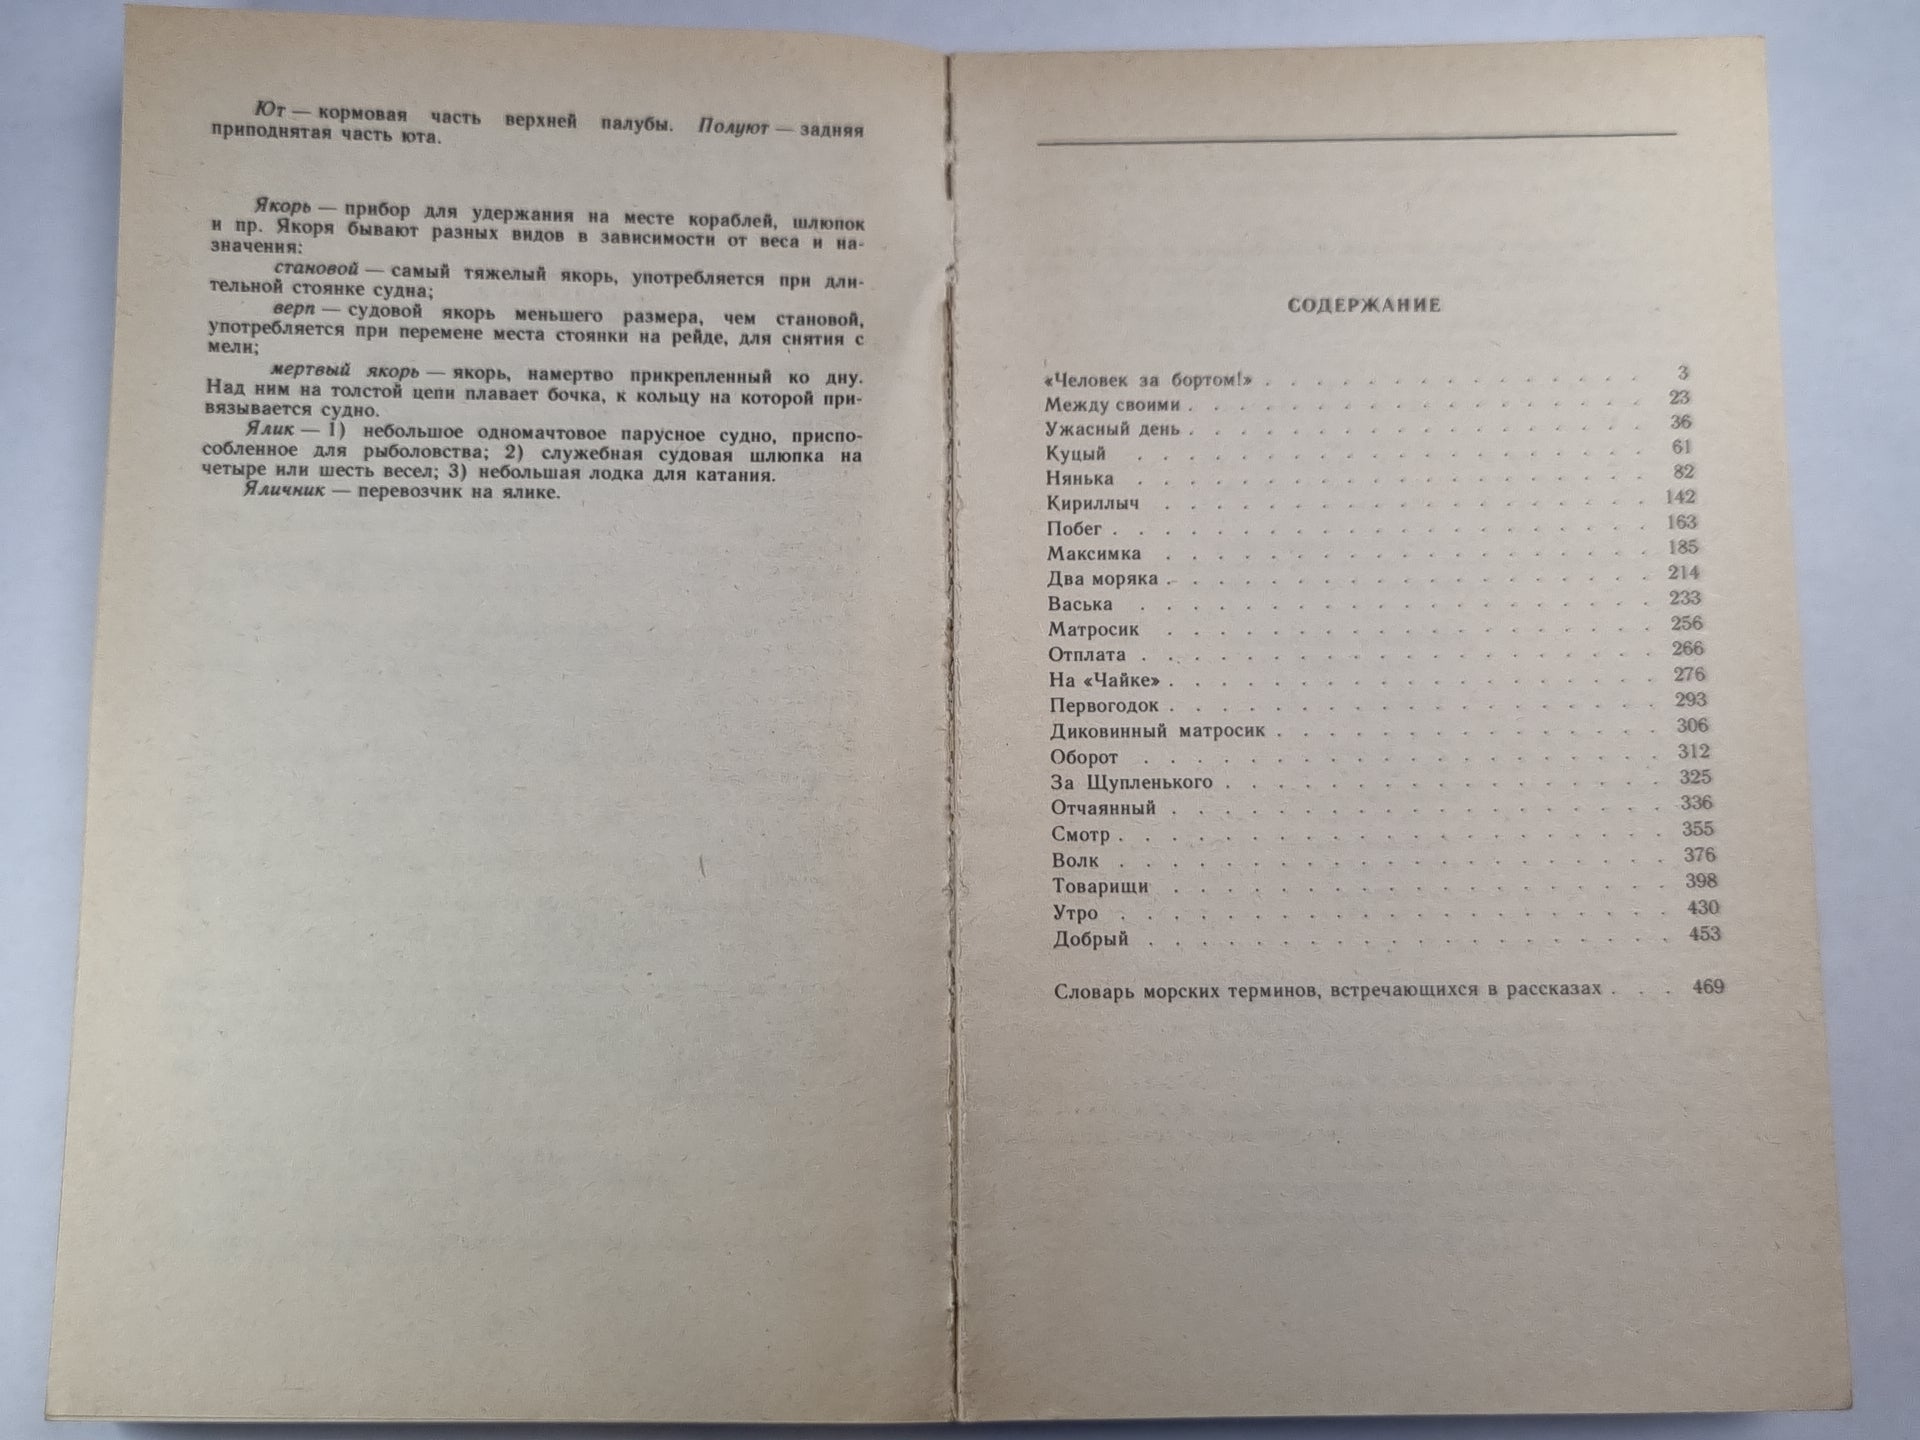 Ют — кормовая часть верхней палубы. Полуют — задняя
приподнятая часть юта.
Якорь — прибор для удержания на месте кораблей, шлюпок
и пр. Якоря бывают разных видов в зависимости от веса и на-
значения:
становой — самый тяжелый якорь, употребляется при дли-
тельной стоянке судна;
верп — судовой якорь меньшего размера, чем становой,
употребляется при перемене места стоянки на рейде, для снятия с
мели;
мертвый якорь — якорь, намертво прикрепленный ко дну.
Над ним на толстой цепи плавает бочка, к кольцу на которой при-
вязывается судно.
Ялик — 1) небольшое одномачтовое парусное судно, приспо-
собленное для рыболовства; 2) служебная судовая шлюпка на
четыре или шесть весел; 3) небольшая лодка для катания.
Яличник — перевозчик на ялике.
СОДЕРЖАНИЕ
«Человек за бортом!» . . . . . . . . . . . . . . . 3
Между своими . . . . . . . . . . . . . . . . . . 23
Ужасный день . . . . . . . . . . . . . . . . . . 36
Куцый . . . . . . . . . . . . . . . . . . . . 61
Нянька . . . . . . . . . . . . . . . . . . . . 82
Кириллыч . . . . . . . . . . . . . . . . . . . 142
Побег . . . . . . . . . . . . . . . . . . . . . 163
Максимка . . . . . . . . . . . . . . . . . . . 185
Два моряка . . . . . . . . . . . . . . . . . . . 214
Васька . . . . . . . . . . . . . . . . . . . . 233
Матросик . . . . . . . . . . . . . . . . . . . 256
Отплата . . . . . . . . . . . . . . . . . . . . 266
На «Чайке» . . . . . . . . . . . . . . . . . . . 276
Первогодок . . . . . . . . . . . . . . . . . . . 293
Диковинный матросик . . . . . . . . . . . . . . . 306
Оборот . . . . . . . . . . . . . . . . . . . . 312
За Щупленького . . . . . . . . . . . . . . . . . 325
Отчаянный . . . . . . . . . . . . . . . . . . . 336
Смотр . . . . . . . . . . . . . . . . . . . . . 355
Волк . . . . . . . . . . . . . . . . . . . . . 376
Товарищи . . . . . . . . . . . . . . . . . . . 398
Утро . . . . . . . . . . . . . . . . . . . . . 430
Добрый . . . . . . . . . . . . . . . . . . . . 453
Словарь морских терминов, встречающихся в рассказах . . . 469